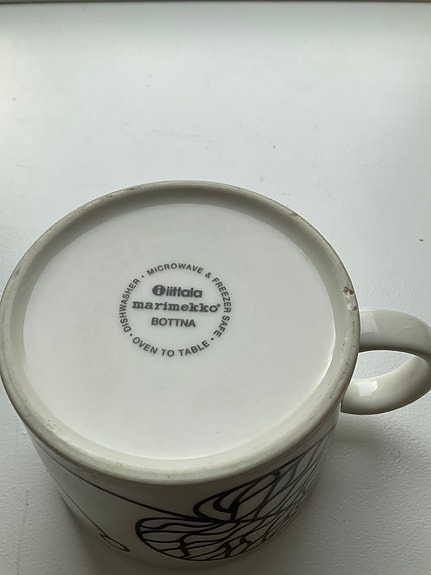 DISHWASHER • MICROWAVE & FREEZER SAFE • OVEN TO TABLE •
iittala
marimekko®
BOTTNA